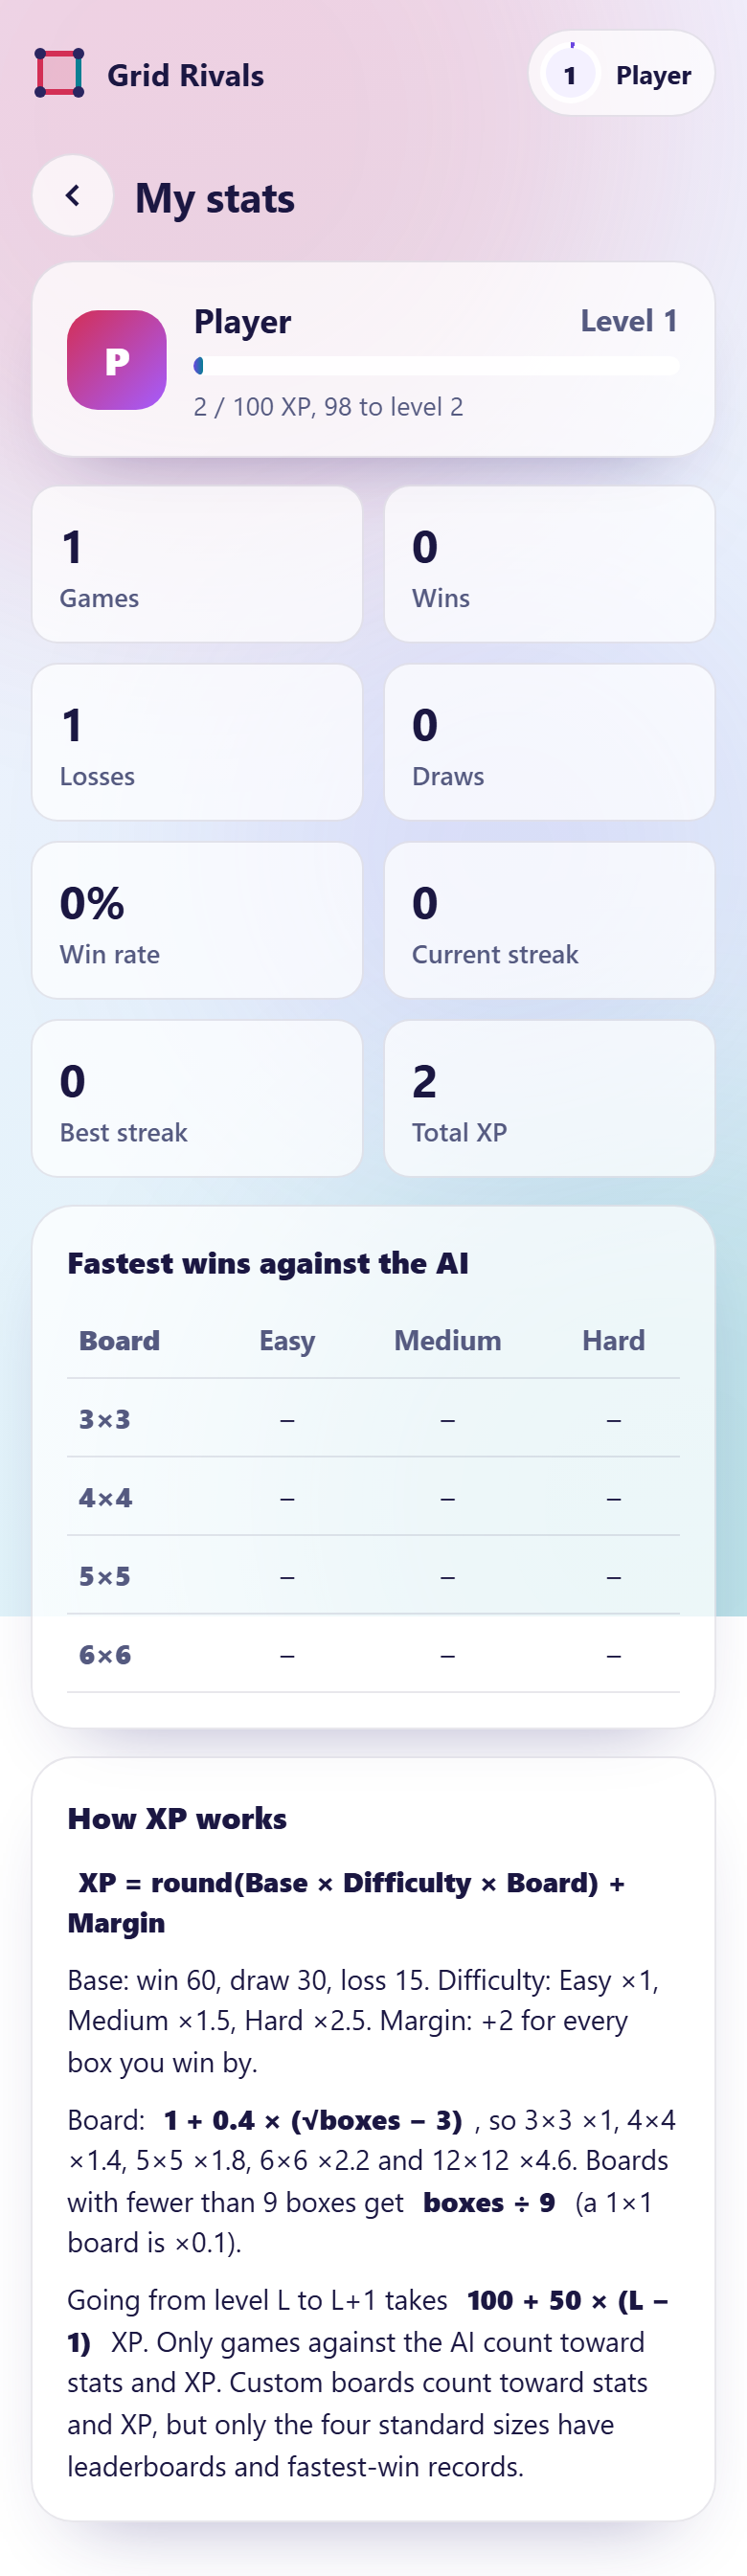 Grid Rivals
1 Player
My stats
P
Player Level 1
2 / 100 XP, 98 to level 2
1 0
Games Wins
1 0
Losses Draws
0% 0
Win rate Current streak
0 2
Best streak Total XP
Fastest wins against the AI
Board Easy Medium Hard
3×3 – – –
4×4 – – –
5×5 – – –
6×6 – – –
How XP works
XP = round(Base × Difficulty × Board) +
Margin
Base: win 60, draw 30, loss 15. Difficulty: Easy ×1,
Medium ×1.5, Hard ×2.5. Margin: +2 for every
box you win by.
Board: 1 + 0.4 × (√boxes − 3) , so 3×3 ×1, 4×4
×1.4, 5×5 ×1.8, 6×6 ×2.2 and 12×12 ×4.6. Boards
with fewer than 9 boxes get boxes ÷ 9 (a 1×1
board is ×0.1).
Going from level L to L+1 takes 100 + 50 × (L −
1) XP. Only games against the AI count toward
stats and XP. Custom boards count toward stats
and XP, but only the four standard sizes have
leaderboards and fastest-win records.